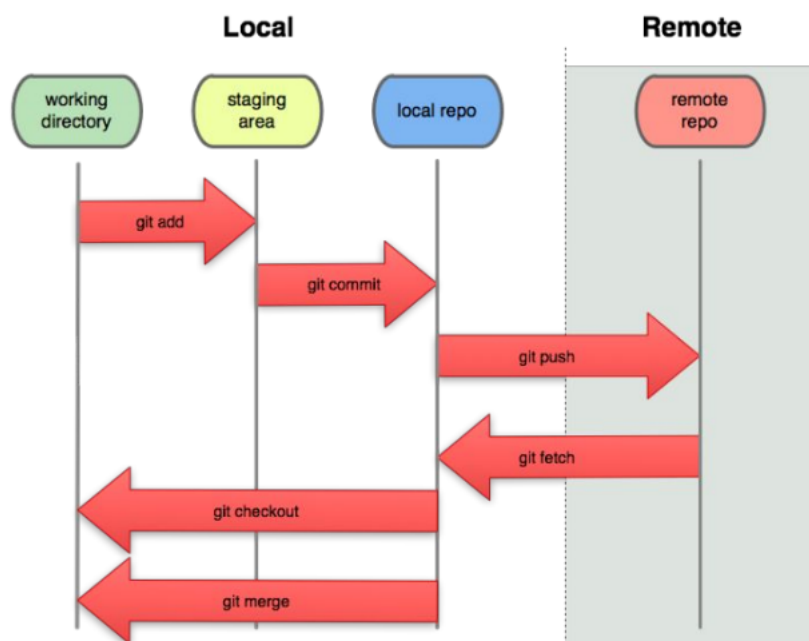 Local
Remote
working
directory
staging
area
local repo
remote
repo
git add
git commit
git push
git fetch
git checkout
git merge